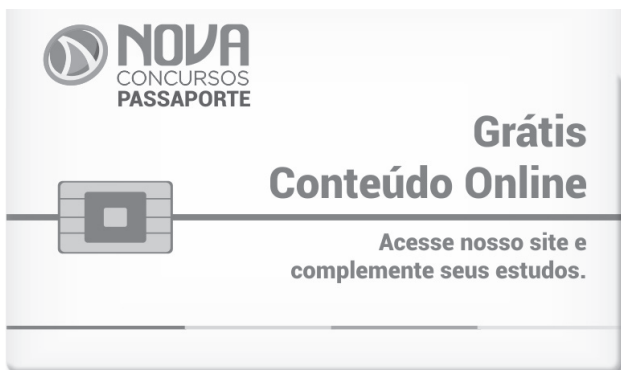 NOVA
CONCURSOS
PASSAPORTE
Grátis
Conteúdo Online
Acesse nosso site e
complemente seus estudos.